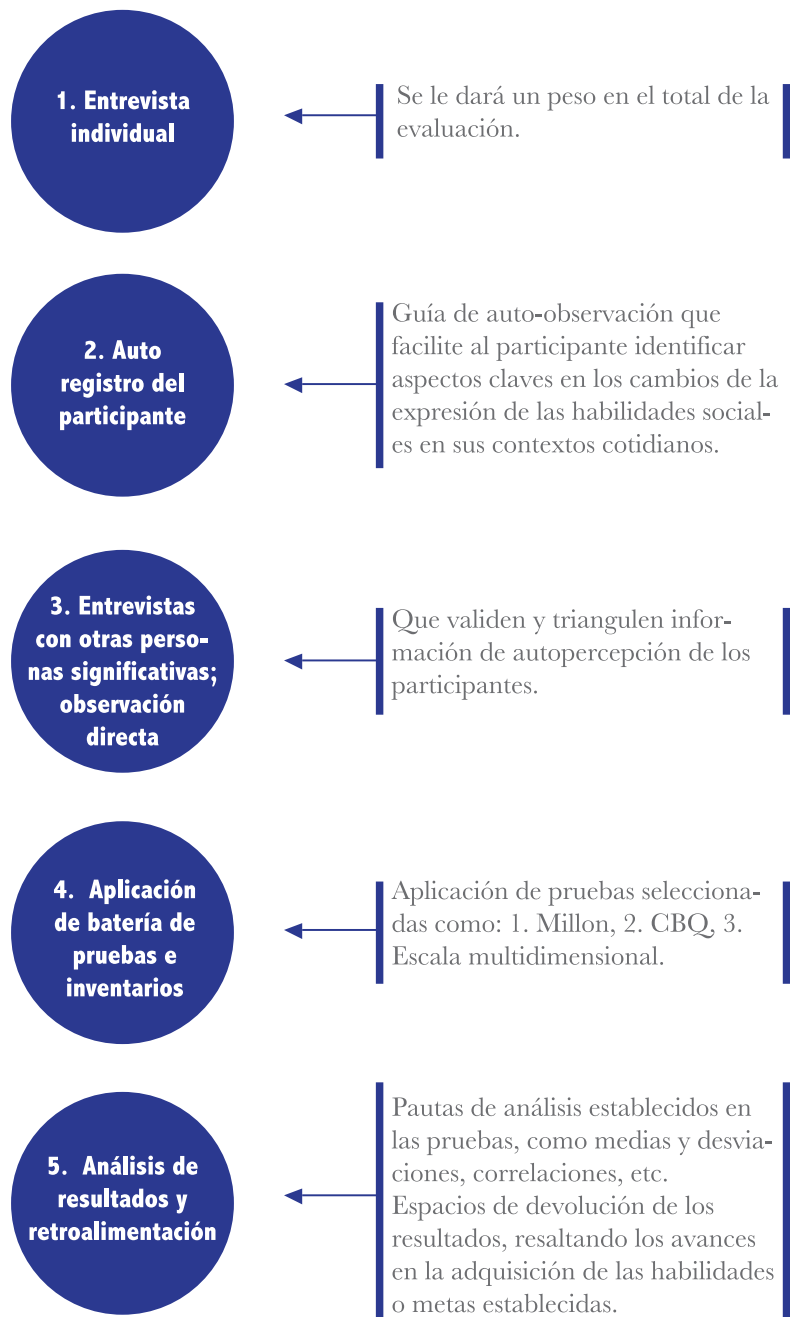 1. Entrevista
individual
Se le dará un peso en el total de la
evaluación.
2. Auto
registro del
participante
Guía de auto-observación que
facilite al participante identificar
aspectos claves en los cambios de la
expresión de las habilidades social-
es en sus contextos cotidianos.
3. Entrevistas
con otras perso-
nas significativas;
observación
directa
Que validen y triangulen infor-
mación de autopercepción de los
participantes.
4. Aplicación
de batería de
pruebas e
inventarios
Aplicación de pruebas selecciona-
das como: 1. Millon, 2. CBQ, 3.
Escala multidimensional.
5. Análisis de
resultados y
retroalimentación
Pautas de análisis establecidos en
las pruebas, como medias y desvia-
ciones, correlaciones, etc.
Espacios de devolución de los
resultados, resaltando los avances
en la adquisición de las habilidades
o metas establecidas.